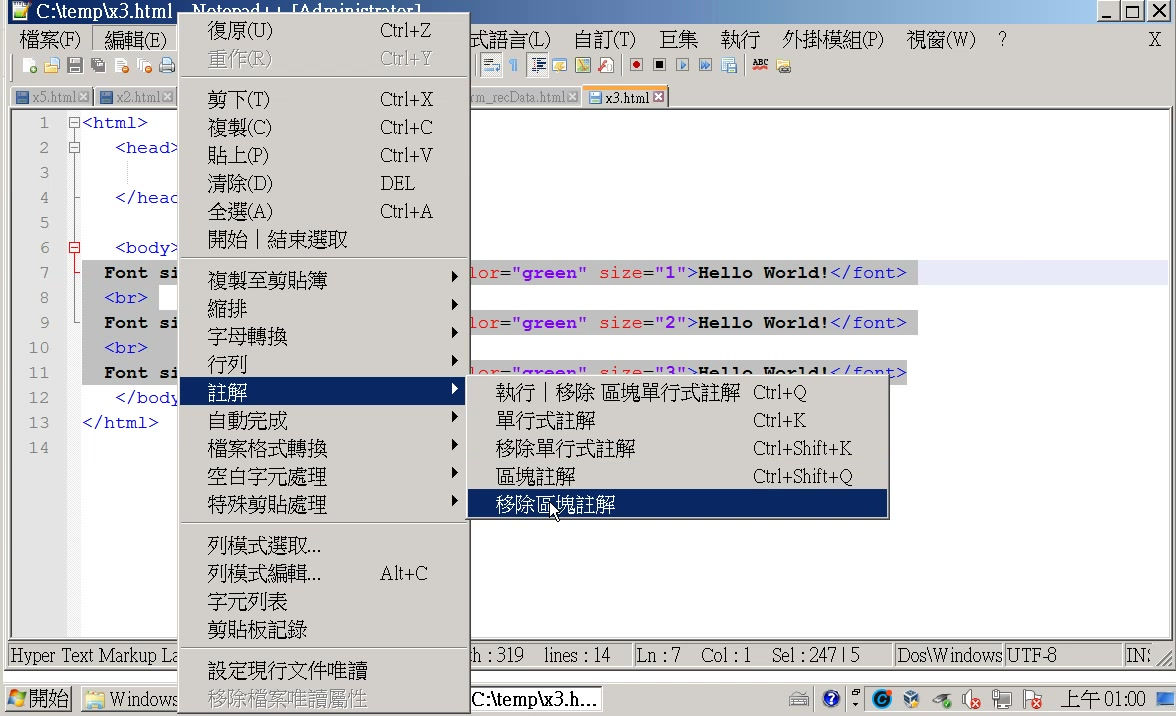 C:\temp\x3.html - Notepad++ [Administrator]
檔案(F) 編輯(E) 式語言(L) 自訂(T) 巨集 執行 外掛模組(P) 視窗(W) ? X
x5.html x2.html rm_recData.html x3.html
復原(U) Ctrl+Z
重作(R) Ctrl+Y
剪下(T) Ctrl+X
複製(C) Ctrl+C
貼上(P) Ctrl+V
清除(D) DEL
全選(A) Ctrl+A
開始｜結束選取
複製至剪貼簿
縮排
字母轉換
行列
註解
自動完成
檔案格式轉換
空白字元處理
特殊剪貼處理
列模式選取...
列模式編輯... Alt+C
字元列表
剪貼板記錄
設定現行文件唯讀
移除檔案唯讀屬性
執行｜移除 區塊單行式註解 Ctrl+Q
單行式註解 Ctrl+K
移除單行式註解 Ctrl+Shift+K
區塊註解 Ctrl+Shift+Q
移除區塊註解
1 <html>
2 <head>
3
4 </head
5
6 <body>
7 Font si lor="green" size="1">Hello World!</font>
8 <br>
9 Font si lor="green" size="2">Hello World!</font>
10 <br>
11 Font si lor="green" size="3">Hello World!</font>
12 </body
13 </html>
14
Hyper Text Markup La th : 319 lines : 14 Ln : 7 Col : 1 Sel : 247 | 5 Dos\Windows UTF-8 INS
開始 Windows C:\temp\x3.h... 上午 01:00